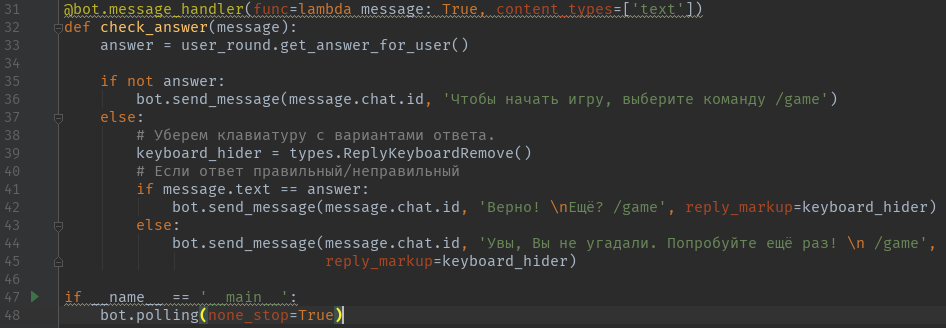 31 @bot.message_handler(func=lambda message: True, content_types=['text'])
32 def check_answer(message):
33     answer = user_round.get_answer_for_user()
34
35     if not answer:
36         bot.send_message(message.chat.id, 'Чтобы начать игру, выберите команду /game')
37     else:
38         # Уберем клавиатуру с вариантами ответа.
39         keyboard_hider = types.ReplyKeyboardRemove()
40         # Если ответ правильный/неправильный
41         if message.text == answer:
42             bot.send_message(message.chat.id, 'Верно! \nЕщё? /game', reply_markup=keyboard_hider)
43         else:
44             bot.send_message(message.chat.id, 'Увы, Вы не угадали. Попробуйте ещё раз! \n /game',
45                              reply_markup=keyboard_hider)
46
47 if __name__ == '__main__':
48     bot.polling(none_stop=True)